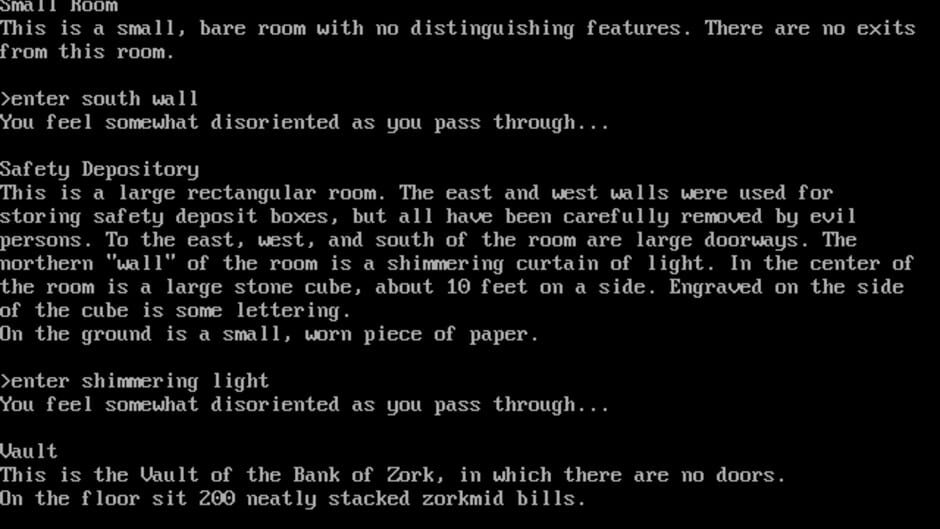 Small Room
This is a small, bare room with no distinguishing features. There are no exits
from this room.
>enter south wall
You feel somewhat disoriented as you pass through...
Safety Depository
This is a large rectangular room. The east and west walls were used for
storing safety deposit boxes, but all have been carefully removed by evil
persons. To the east, west, and south of the room are large doorways. The
northern "wall" of the room is a shimmering curtain of light. In the center of
the room is a large stone cube, about 10 feet on a side. Engraved on the side
of the cube is some lettering.
On the ground is a small, worn piece of paper.
>enter shimmering light
You feel somewhat disoriented as you pass through...
Vault
This is the Vault of the Bank of Zork, in which there are no doors.
On the floor sit 200 neatly stacked zorkmid bills.